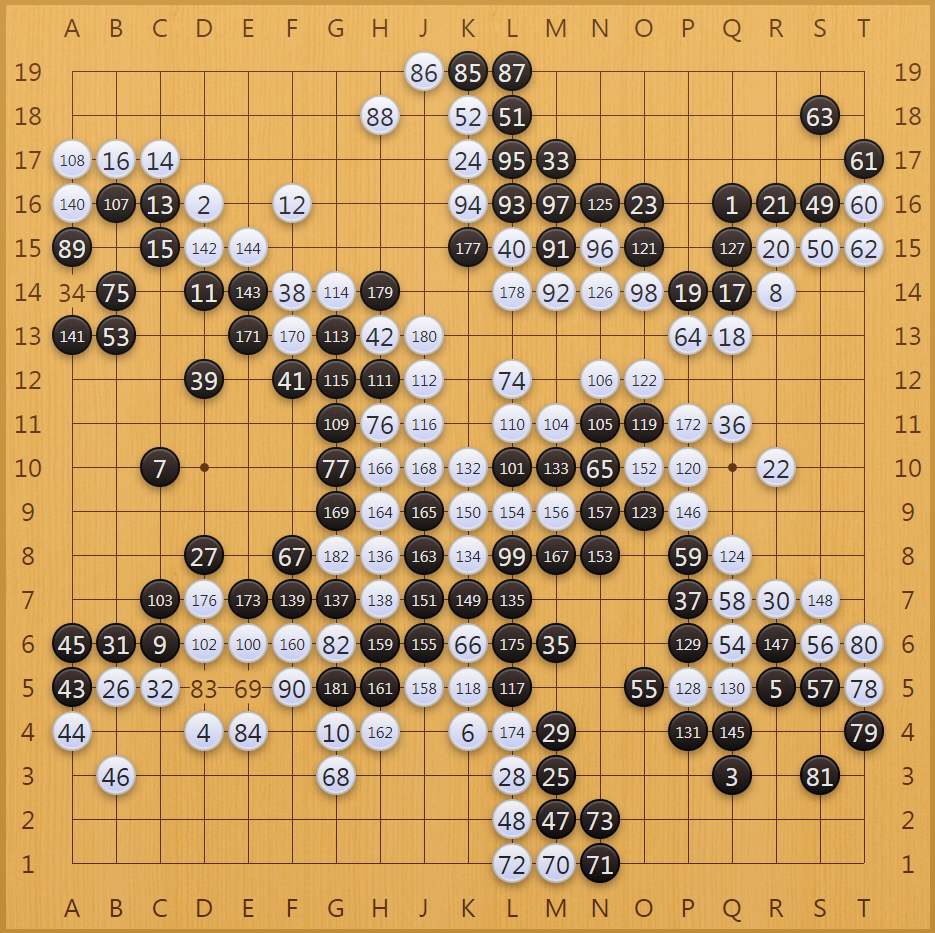 A B C D E F G H J K L M N O P Q R S T
19 86 85 87 19
18 88 52 51 63 18
17 108 16 14 24 95 33 61 17
16 140 107 13 2 12 94 93 97 125 23 1 21 49 60 16
15 89 15 142 144 177 40 91 96 121 127 20 50 62 15
14 34 75 11 143 38 114 179 178 92 126 98 19 17 8 14
13 141 53 171 170 113 42 180 64 18 13
12 39 41 115 111 112 74 106 122 12
11 109 76 116 110 104 105 119 172 36 11
10 7 77 166 168 132 101 133 65 152 120 22 10
9 169 164 165 150 154 156 157 123 146 9
8 27 67 182 136 163 134 99 167 153 59 124 8
7 103 176 173 139 137 138 151 149 135 37 58 30 148 7
6 45 31 9 102 100 160 82 159 155 66 175 35 129 54 147 56 80 6
5 43 26 32 83 69 90 181 161 158 118 117 55 128 130 5 57 78 5
4 44 4 84 10 162 6 174 29 131 145 79 4
3 46 68 28 25 3 81 3
2 48 47 73 2
1 72 70 71 1
A B C D E F G H J K L M N O P Q R S T